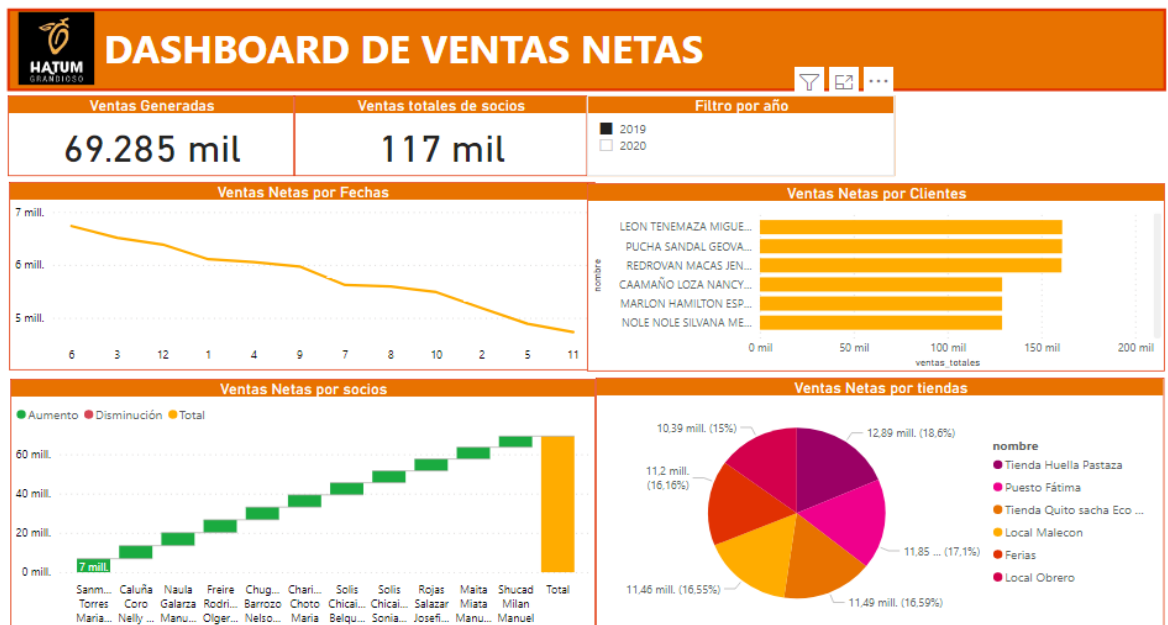 HATUM
GRANDIOSO
DASHBOARD DE VENTAS NETAS
Ventas Generadas
69.285 mil
Ventas totales de socios
117 mil
Filtro por año
2019
2020
Ventas Netas por Fechas
7 mill.
6 mill.
5 mill.
6 3 12 1 4 9 7 8 10 2 5 11
Ventas Netas por Clientes
nombre
LEON TENEMAZA MIGUE...
PUCHA SANDAL GEOVA...
REDROVAN MACAS JEN...
CAAMAÑO LOZA NANCY...
MARLON HAMILTON ESP...
NOLE NOLE SILVANA ME...
0 mil 50 mil 100 mil 150 mil 200 mil
ventas_totales
Ventas Netas por socios
Aumento Disminución Total
60 mill.
40 mill.
20 mill.
0 mill.
7 mill.
Sanm... Caluña Naula Freire Chug... Chari... Solis Solis Rojas Maita Shucad Total
Torres Coro Galarza Rodri... Barrozo Choto Chicai... Chicai... Salazar Miata Milan
Maria... Nelly ... Manu... Olger... Nelso... Maria Belqu... Sonia... Josefi... Manu... Manuel
Ventas Netas por tiendas
10,39 mill. (15%)
12,89 mill. (18,6%)
11,2 mill.
(16,16%)
11,85 ... (17,1%)
11,46 mill. (16,55%)
11,49 mill. (16,59%)
nombre
Tienda Huella Pastaza
Puesto Fátima
Tienda Quito sacha Eco ...
Local Malecon
Ferias
Local Obrero